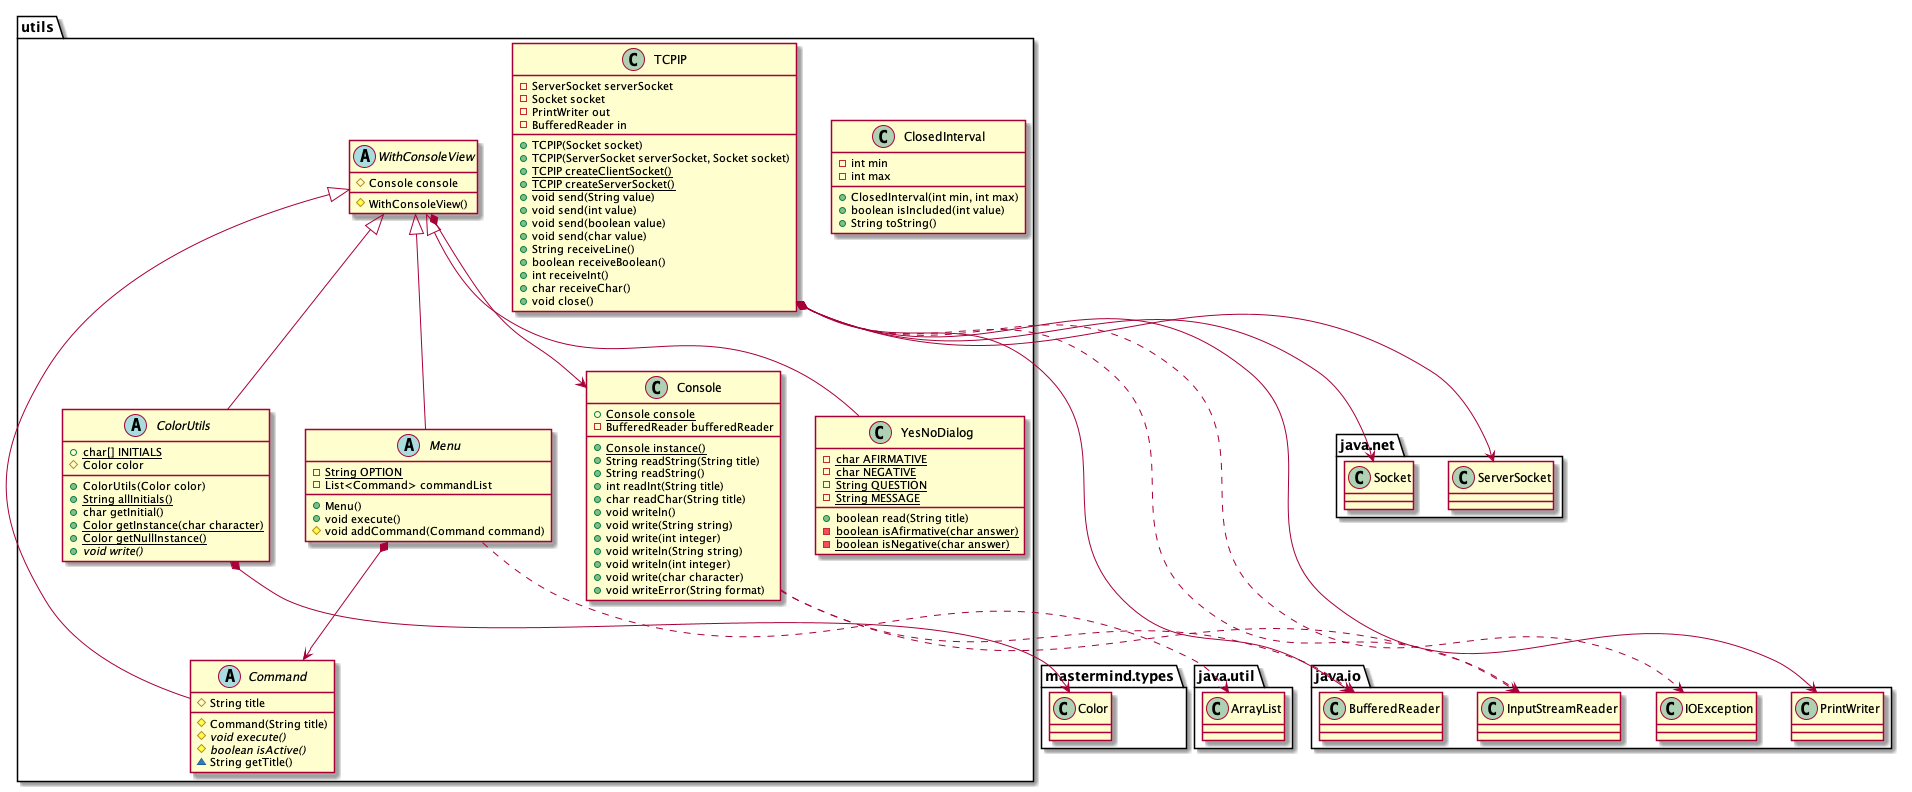 utils
C TCPIP
ServerSocket serverSocket
Socket socket
PrintWriter out
BufferedReader in
TCPIP(Socket socket)
TCPIP(ServerSocket serverSocket, Socket socket)
TCPIP createClientSocket()
TCPIP createServerSocket()
void send(String value)
void send(int value)
void send(boolean value)
void send(char value)
String receiveLine()
boolean receiveBoolean()
int receiveInt()
char receiveChar()
void close()
C ClosedInterval
int min
int max
ClosedInterval(int min, int max)
boolean isIncluded(int value)
String toString()
A WithConsoleView
Console console
WithConsoleView()
A ColorUtils
char[] INITIALS
Color color
ColorUtils(Color color)
String allInitials()
char getInitial()
Color getInstance(char character)
Color getNullInstance()
void write()
A Menu
String OPTION
List<Command> commandList
Menu()
void execute()
void addCommand(Command command)
C Console
Console console
BufferedReader bufferedReader
Console instance()
String readString(String title)
String readString()
int readInt(String title)
char readChar(String title)
void writeln()
void write(String string)
void write(int integer)
void writeln(String string)
void writeln(int integer)
void write(char character)
void writeError(String format)
C YesNoDialog
char AFIRMATIVE
char NEGATIVE
String QUESTION
String MESSAGE
boolean read(String title)
boolean isAfirmative(char answer)
boolean isNegative(char answer)
A Command
String title
Command(String title)
void execute()
boolean isActive()
String getTitle()
java.net
C Socket
C ServerSocket
mastermind.types
C Color
java.util
C ArrayList
java.io
C BufferedReader
C InputStreamReader
C IOException
C PrintWriter